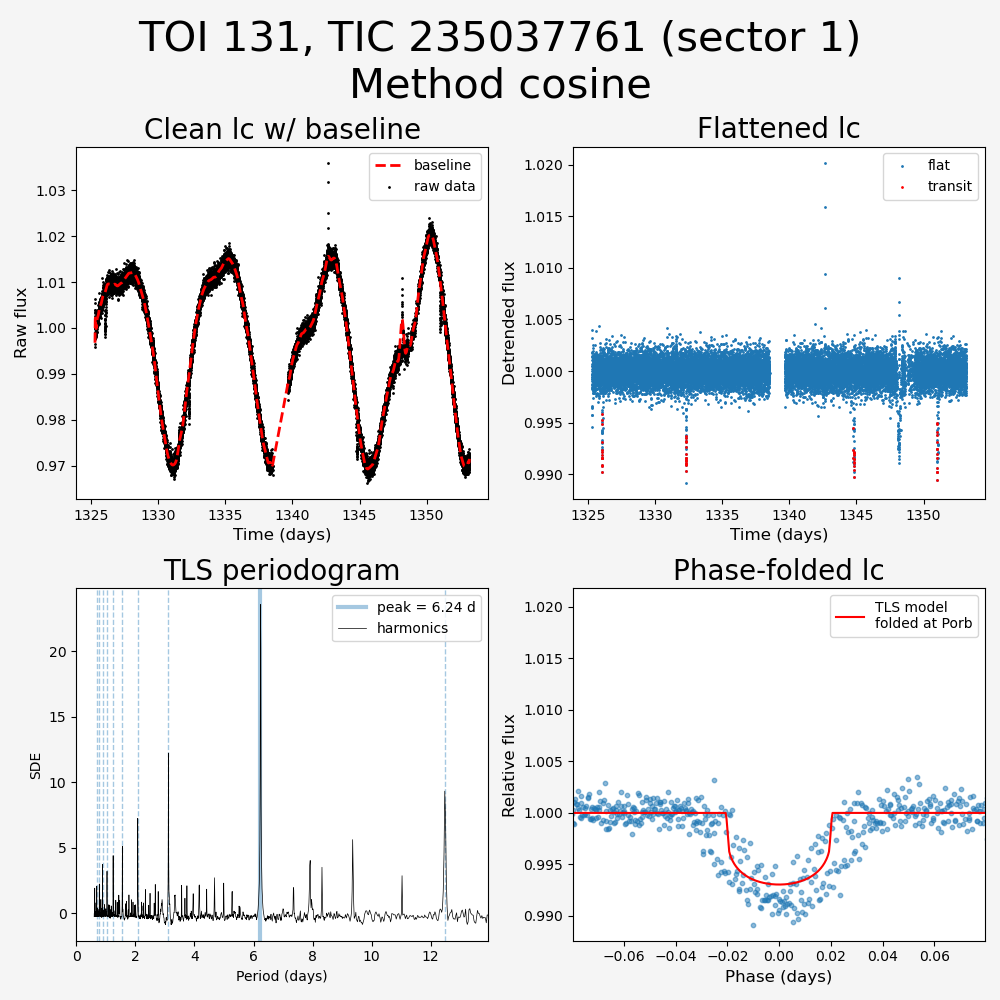 TOI 131, TIC 235037761 (sector 1)
Method cosine
Clean lc w/ baseline
Raw flux
1.03
1.02
1.01
1.00
0.99
0.98
0.97
baseline
raw data
1325
1330
1335
1340
1345
1350
Time (days)
Flattened lc
Detrended flux
1.020
1.015
1.010
1.005
1.000
0.995
0.990
flat
transit
1325
1330
1335
1340
1345
1350
Time (days)
TLS periodogram
SDE
20
15
10
5
0
peak = 6.24 d
harmonics
0
2
4
6
8
10
12
Period (days)
Phase-folded lc
Relative flux
1.020
1.015
1.010
1.005
1.000
0.995
0.990
TLS model
folded at Porb
−0.06
−0.04
−0.02
0.00
0.02
0.04
0.06
Phase (days)